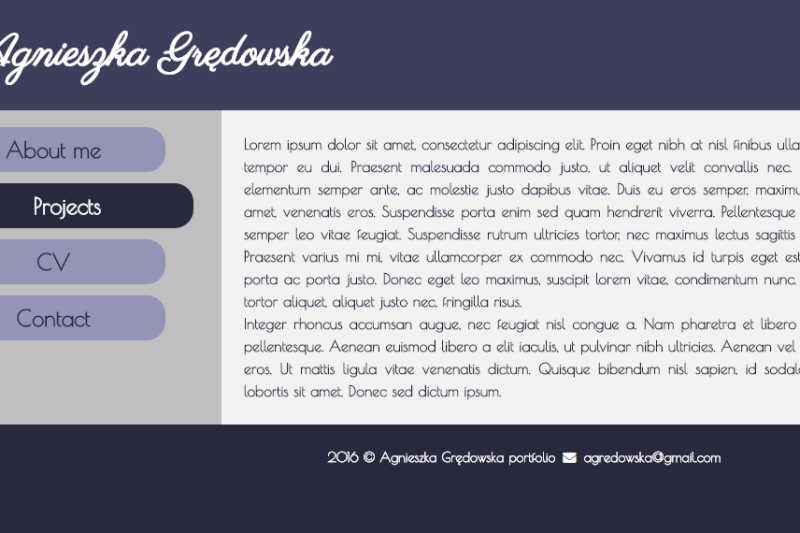 Agnieszka Grędowska
About me
Projects
CV
Contact
Lorem ipsum dolor sit amet, consectetur adipiscing elit. Proin eget nibh at nisl finibus
tempor eu dui. Praesent malesuada commodo justo, ut aliquet velit convallis nec.
elementum semper ante, ac molestie justo dapibus vitae. Duis eu eros semper,
amet, venenatis eros. Suspendisse porta enim sed quam hendrerit viverra. Pellentesque
semper leo vitae feugiat. Suspendisse rutrum ultricies tortor, nec maximus lectus sagittis
Praesent varius mi mi, vitae ullamcorper ex commodo nec. Vivamus id turpis eget est
porta ac porta justo. Donec eget leo maximus, suscipit lorem vitae, condimentum nunc.
tortor aliquet, aliquet justo nec, fringilla risus.
Integer rhoncus accumsan augue, nec feugiat nisl congue a. Nam pharetra et libero
pellentesque. Aenean euismod libero a elit iaculis, ut pulvinar nibh ultricies. Aenean vel
eros. Ut mattis ligula vitae venenatis dictum. Quisque bibendum nisl sapien, id
lobortis sit amet. Donec sed dictum ipsum.
2016 © Agnieszka Grędowska portfolio agredowska@gmail.com